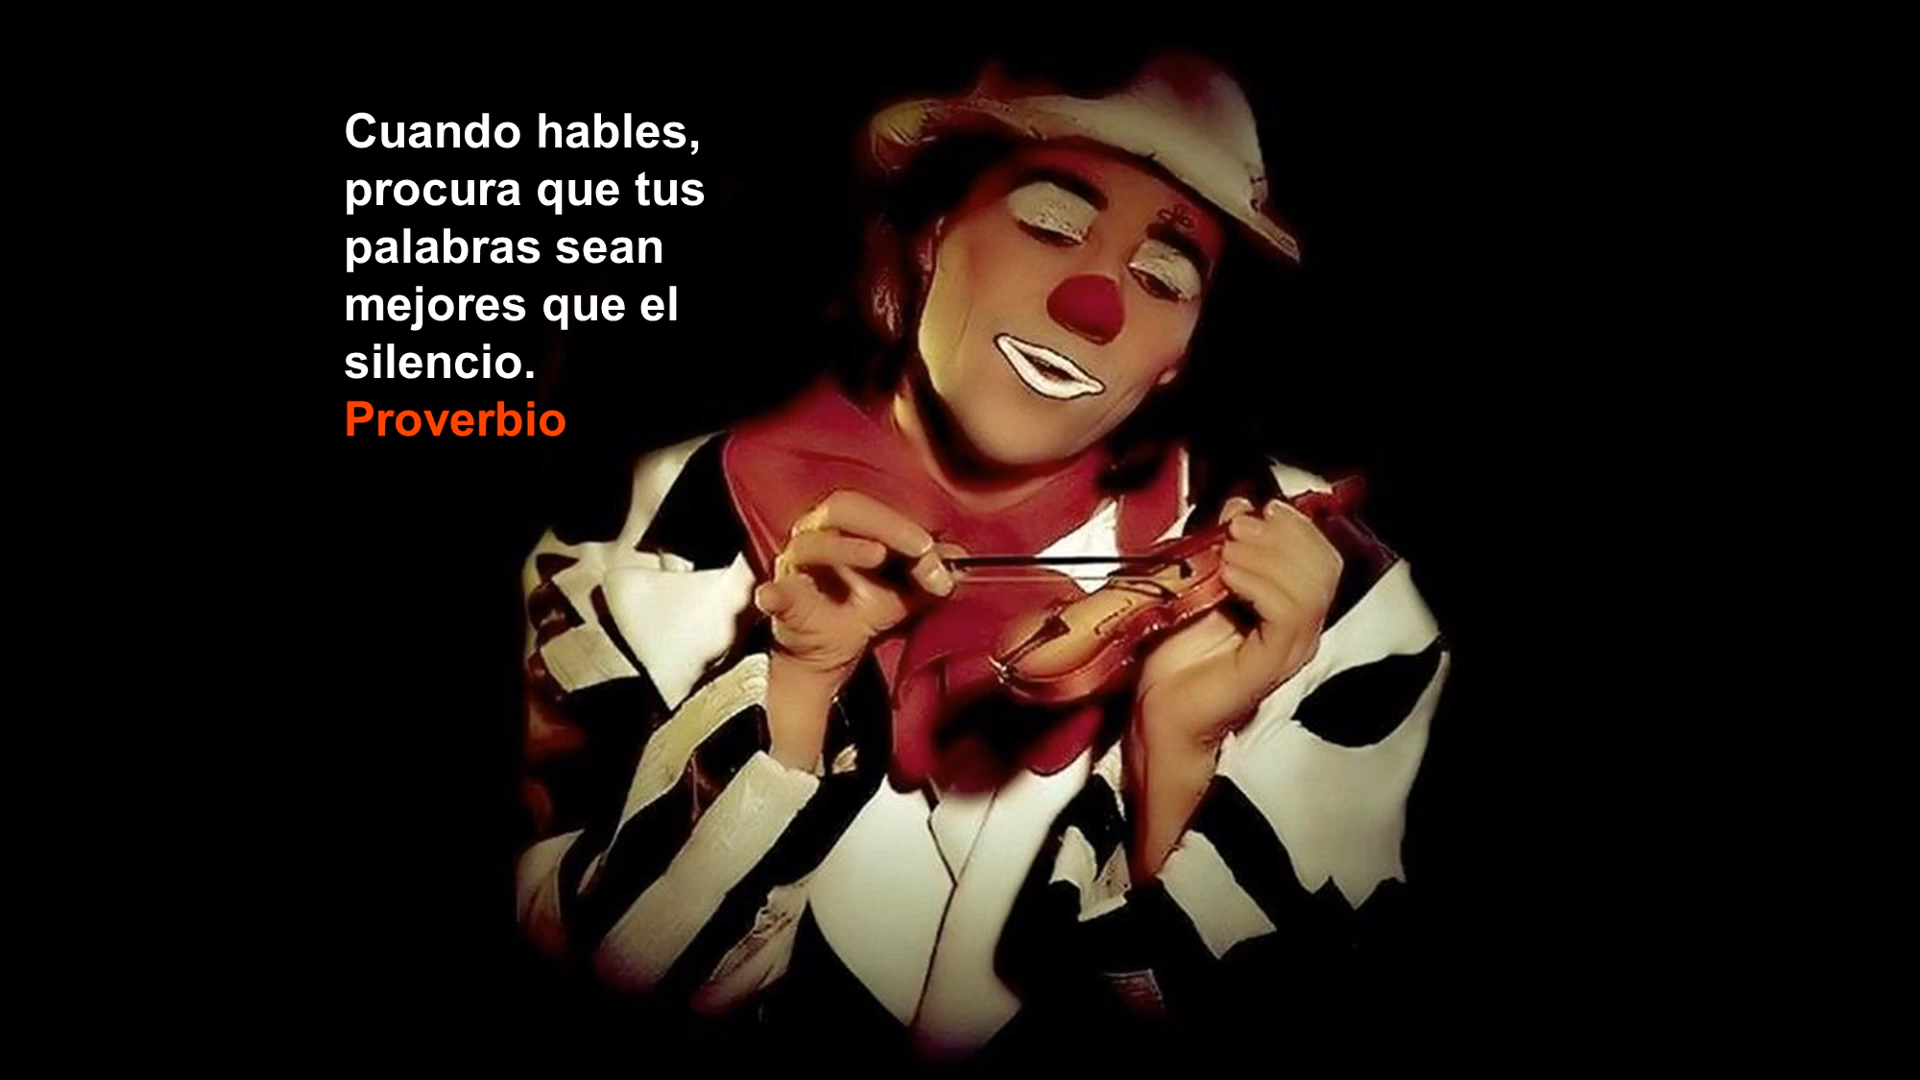 Cuando hables,
procura que tus
palabras sean
mejores que el
silencio.
Proverbio